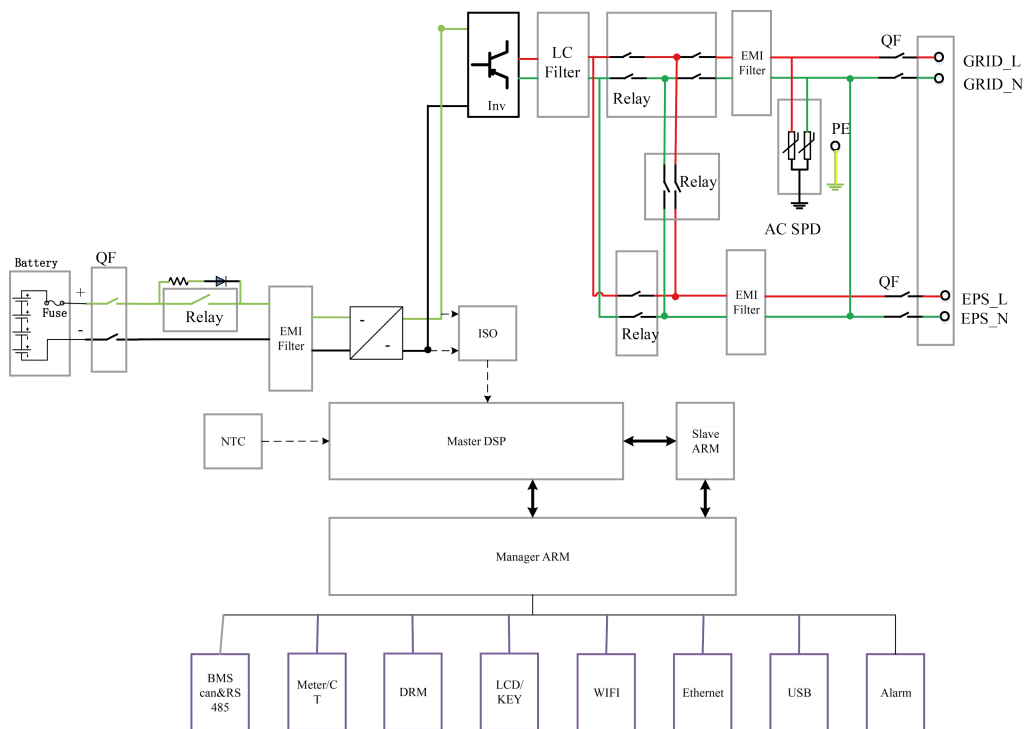 Inv
LC
Filter
Relay
EMI
Filter
QF
GRID_L
GRID_N
Relay
PE
AC SPD
Battery
+
-
Fuse
QF
Relay
EMI
Filter
-
-
ISO
Relay
EMI
Filter
QF
EPS_L
EPS_N
NTC
Master DSP
Slave
ARM
Manager ARM
BMS
can&RS
485
Meter/C
T
DRM
LCD/
KEY
WIFI
Ethernet
USB
Alarm